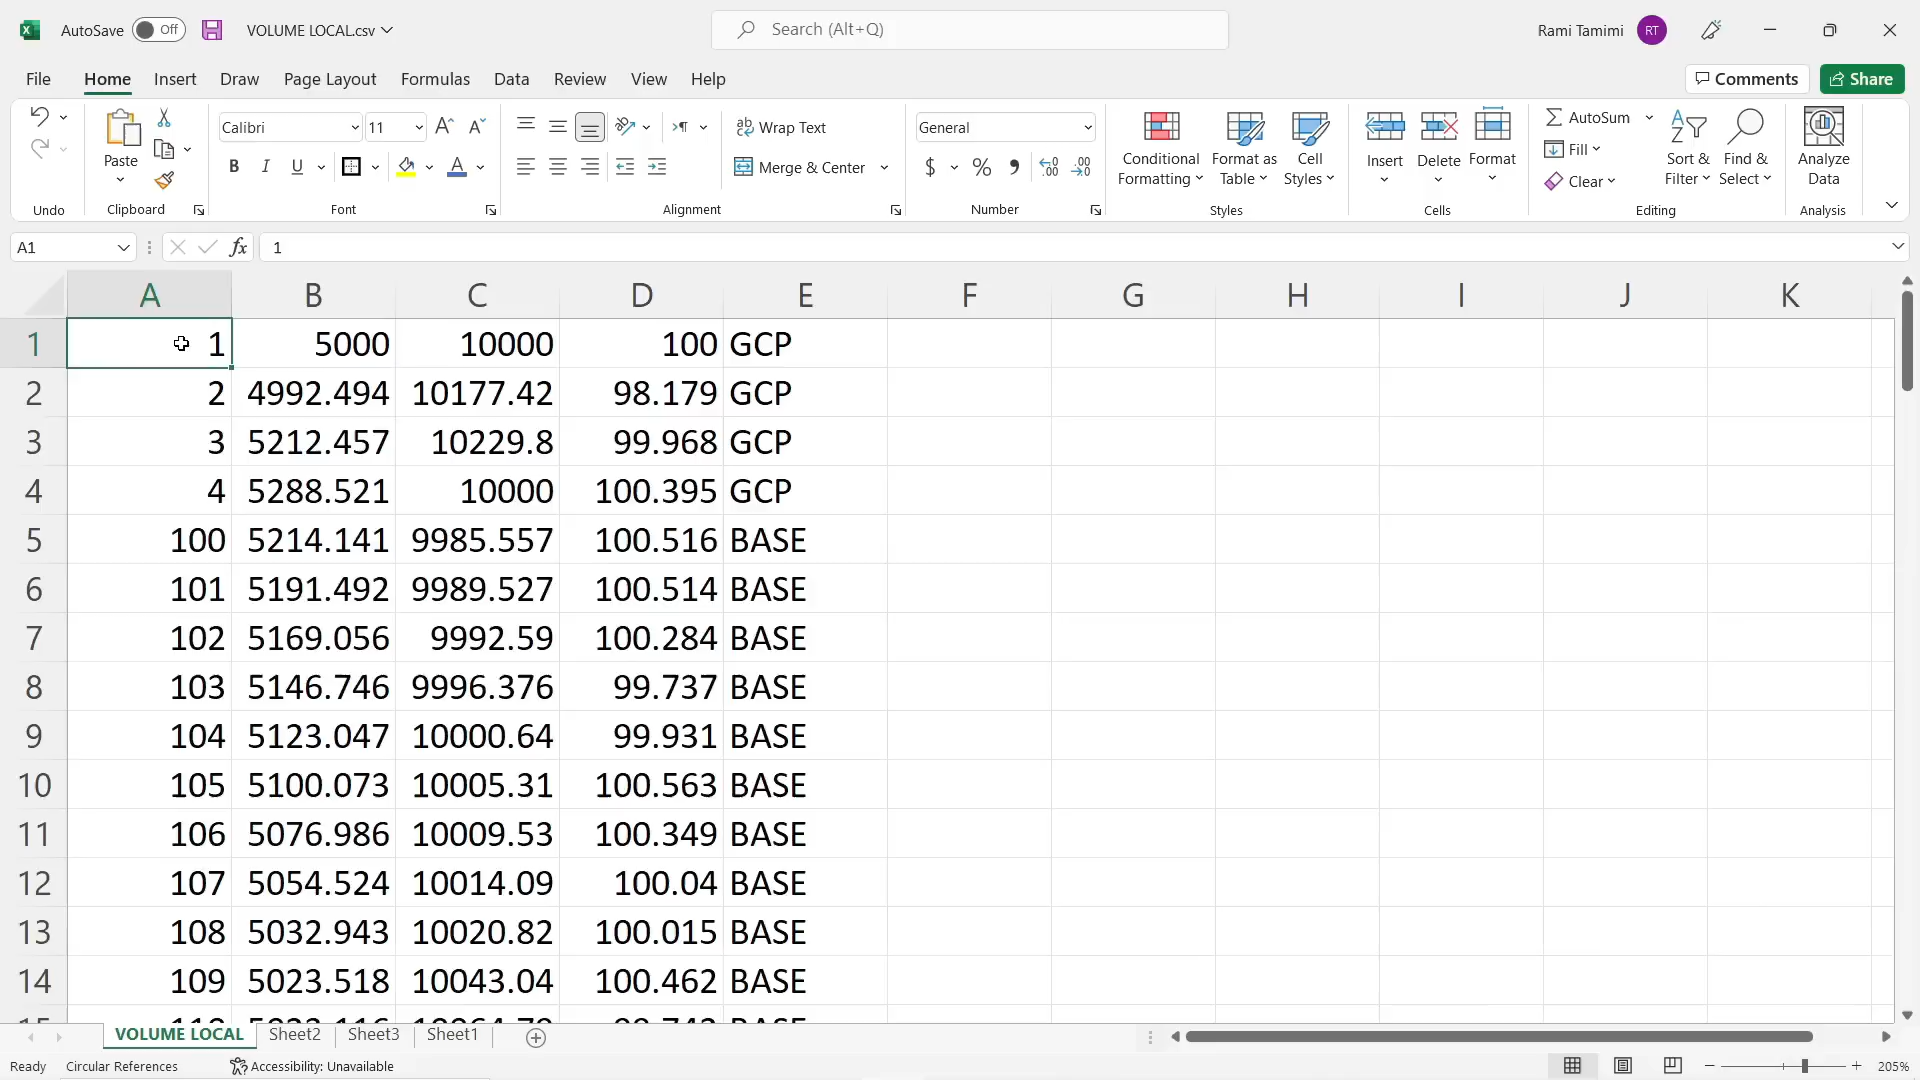 AutoSave Off VOLUME LOCAL.csv Search (Alt+Q) Rami Tamimi RT
File Home Insert Draw Page Layout Formulas Data Review View Help Comments Share
Paste Calibri 11 Wrap Text General AutoSum
B I U Merge & Center $ % Fill
Conditional Formatting Format as Table Cell Styles Insert Delete Format Clear Sort & Filter Find & Select Analyze Data
Undo Clipboard Font Alignment Number Styles Cells Editing Analysis
A1 fx 1
A B C D E F G H I J K
1 1 5000 10000 100 GCP
2 2 4992.494 10177.42 98.179 GCP
3 3 5212.457 10229.8 99.968 GCP
4 4 5288.521 10000 100.395 GCP
5 100 5214.141 9985.557 100.516 BASE
6 101 5191.492 9989.527 100.514 BASE
7 102 5169.056 9992.59 100.284 BASE
8 103 5146.746 9996.376 99.737 BASE
9 104 5123.047 10000.64 99.931 BASE
10 105 5100.073 10005.31 100.563 BASE
11 106 5076.986 10009.53 100.349 BASE
12 107 5054.524 10014.09 100.04 BASE
13 108 5032.943 10020.82 100.015 BASE
14 109 5023.518 10043.04 100.462 BASE
VOLUME LOCAL Sheet2 Sheet3 Sheet1
Ready Circular References Accessibility: Unavailable 205%